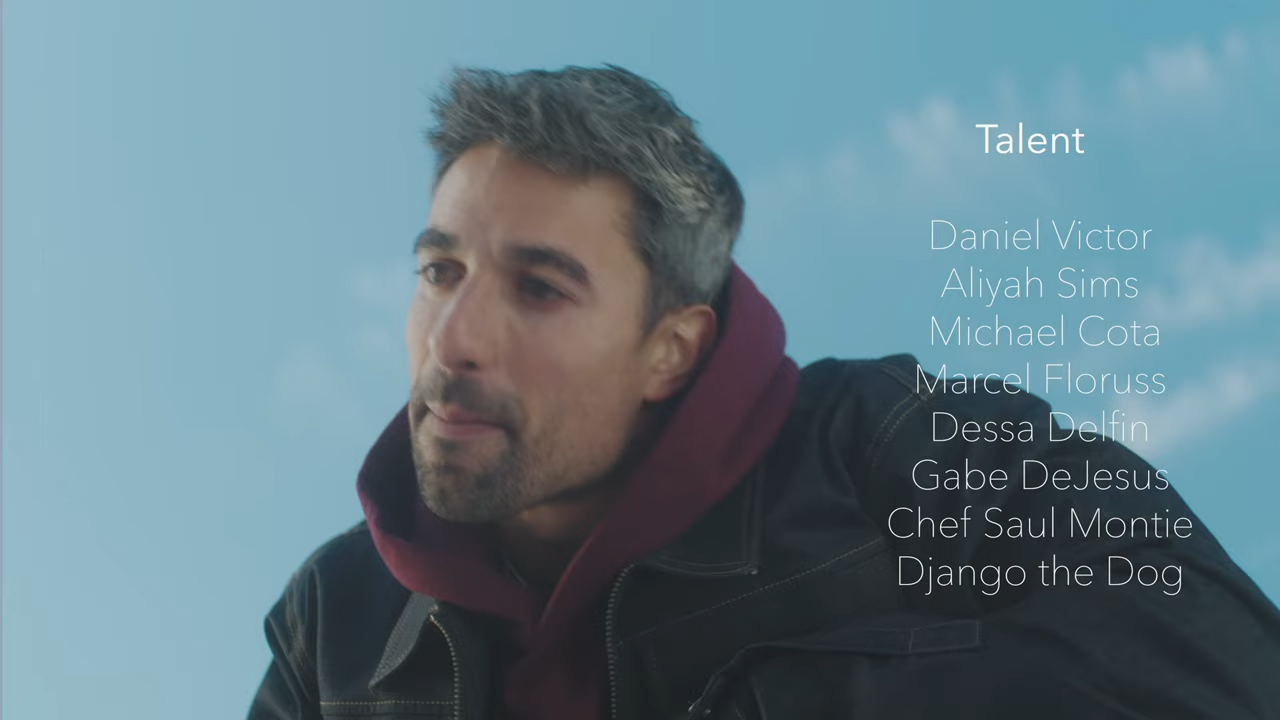 Talent
Daniel Victor
Aliyah Sims
Michael Cota
Marcel Floruss
Dessa Delfin
Gabe DeJesus
Chef Saul Montie
Django the Dog